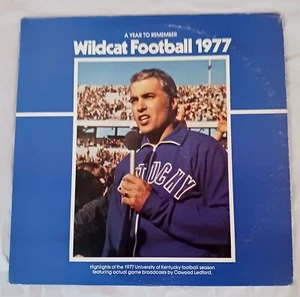 A YEAR TO REMEMBER
Wildcat Football 1977
Highlights of the 1977 University of Kentucky football season
featuring actual game broadcasts by Cawood Ledford.